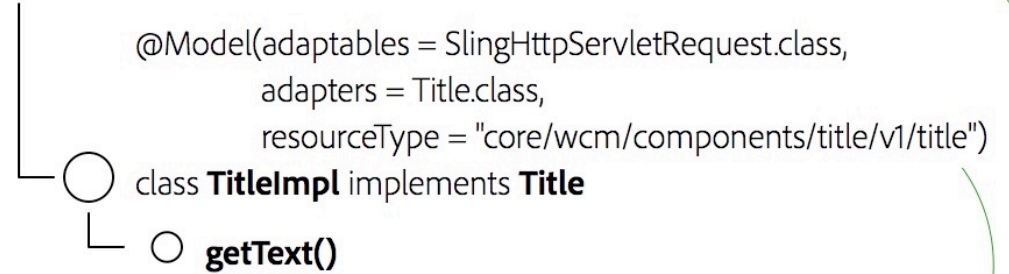 @Model(adaptables = SlingHttpServletRequest.class,
adapters = Title.class,
resourceType = "core/wcm/components/title/v1/title")
class TitleImpl implements Title
getText()